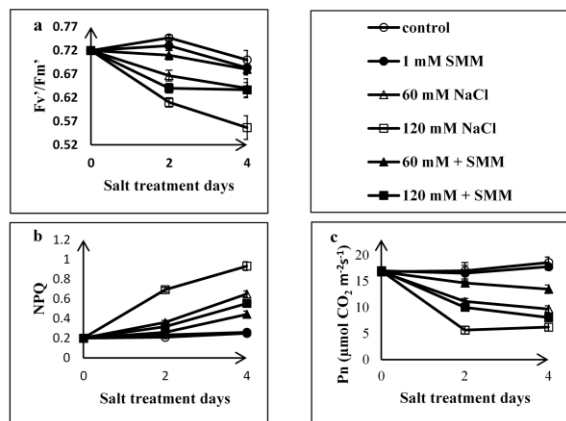 a
0.77
0.72
0.67
0.62
0.57
0.52
Fv'/Fm'
0
2
4
Salt treatment days
control
1 mM SMM
60 mM NaCl
120 mM NaCl
60 mM + SMM
120 mM + SMM
b
1.2
1
0.8
0.6
0.4
0.2
0
NPQ
0
2
4
Salt treatment days
c
20
15
10
5
0
Pn (µmol CO₂ m⁻²s⁻¹)
0
2
4
Salt treatment days